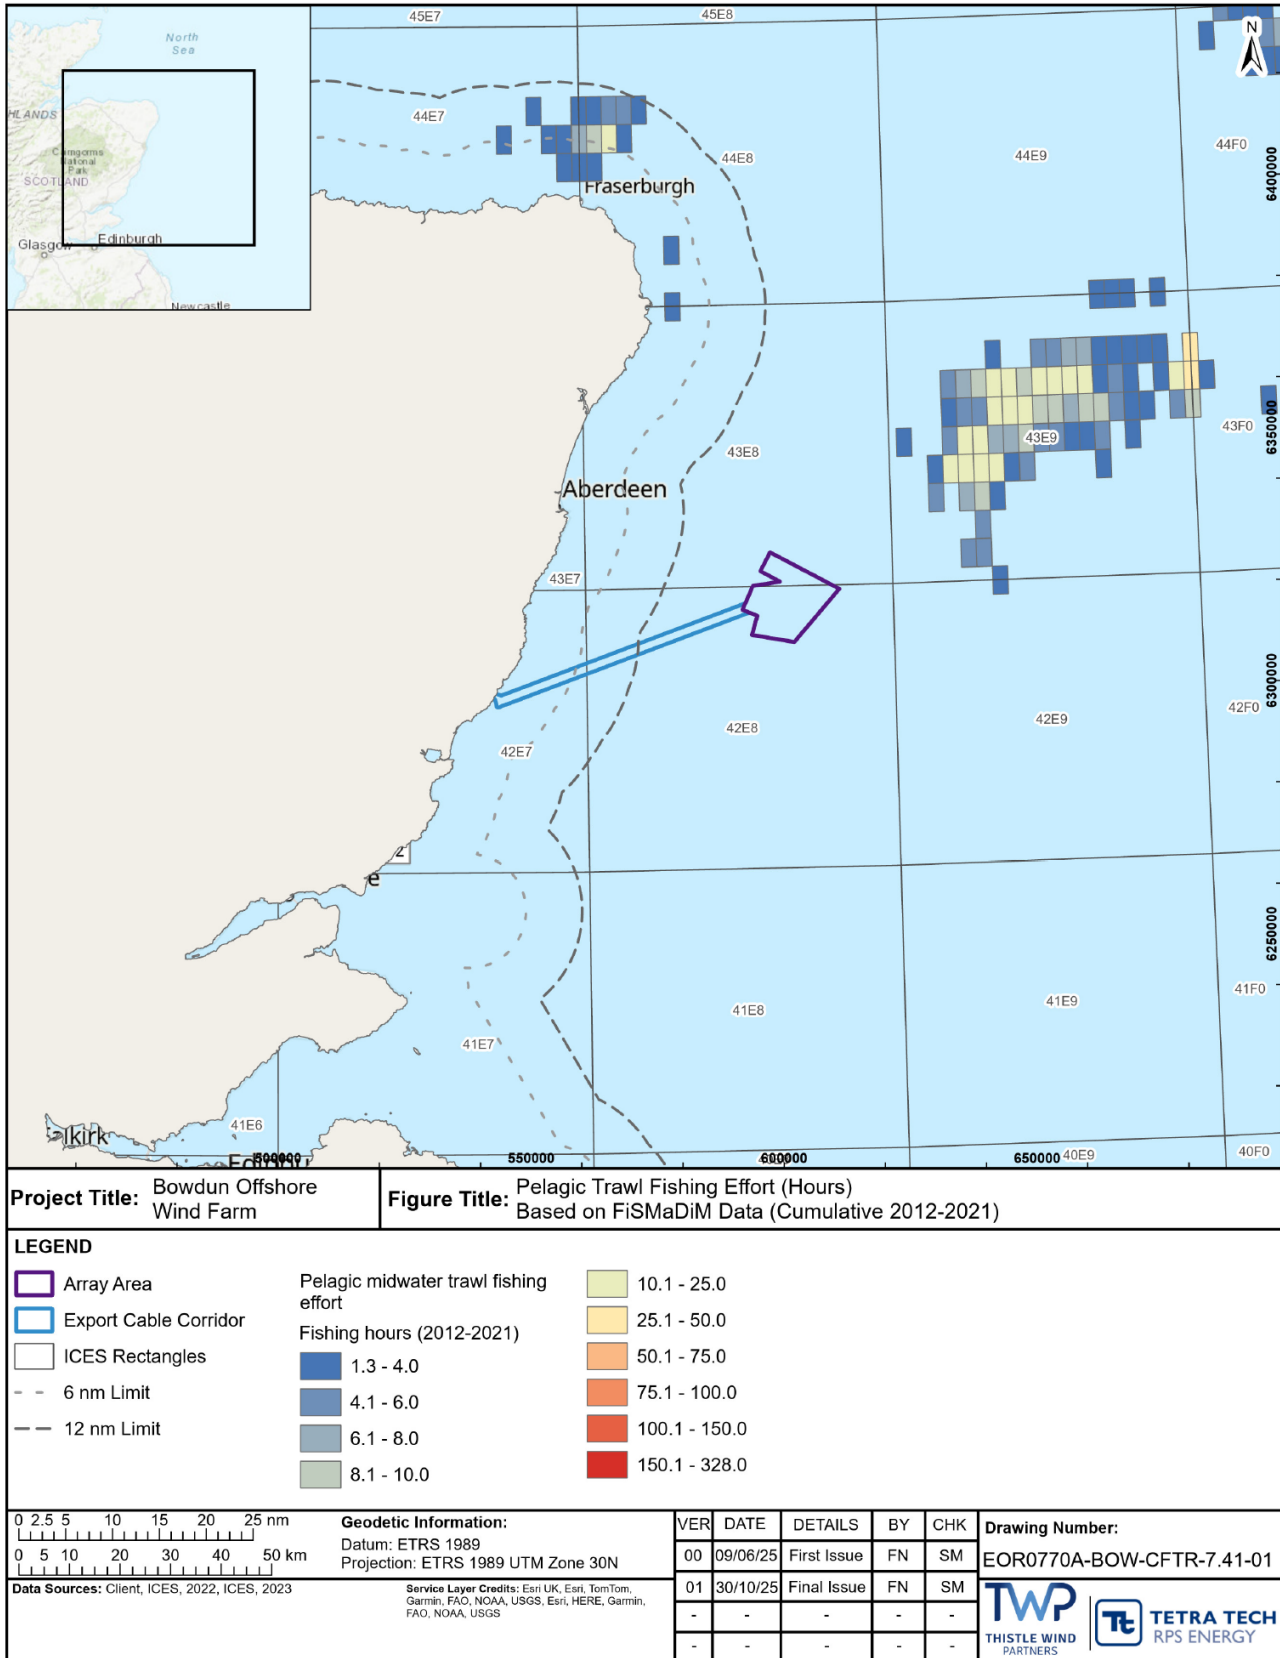 45E7
45E8
North
Sea
N
HLANDS
44E7
44E8
44E9
44F0
Cairngorms
National
Park
SCOTLAND
6400000
Fraserburgh
Glasgow
Edinburgh
Newcastle
43E8
43E9
43F0
6350000
Aberdeen
43E7
6300000
42E7
42E8
42E9
42F0
2
e
6250000
41E7
41E8
41E9
41F0
41E6
lkirk
500000
550000
600000
650000
40E9
40F0
Project Title: Bowdun Offshore
Wind Farm
Figure Title: Pelagic Trawl Fishing Effort (Hours)
Based on FiSMaDiM Data (Cumulative 2012-2021)
LEGEND
Array Area
Export Cable Corridor
ICES Rectangles
6 nm Limit
12 nm Limit
Pelagic midwater trawl fishing
effort
Fishing hours (2012-2021)
1.3 - 4.0
4.1 - 6.0
6.1 - 8.0
8.1 - 10.0
10.1 - 25.0
25.1 - 50.0
50.1 - 75.0
75.1 - 100.0
100.1 - 150.0
150.1 - 328.0
0 2.5 5 10 15 20 25 nm
0 5 10 20 30 40 50 km
Geodetic Information:
Datum: ETRS 1989
Projection: ETRS 1989 UTM Zone 30N
Data Sources: Client, ICES, 2022, ICES, 2023
Service Layer Credits: Esri UK, Esri, TomTom,
Garmin, FAO, NOAA, USGS, Esri, HERE, Garmin,
FAO, NOAA, USGS
VER DATE DETAILS BY CHK
00 09/06/25 First Issue FN SM
01 30/10/25 Final Issue FN SM
- - - - -
- - - - -
Drawing Number:
EOR0770A-BOW-CFTR-7.41-01
TWP
THISTLE WIND
PARTNERS
Tt
TETRA TECH
RPS ENERGY